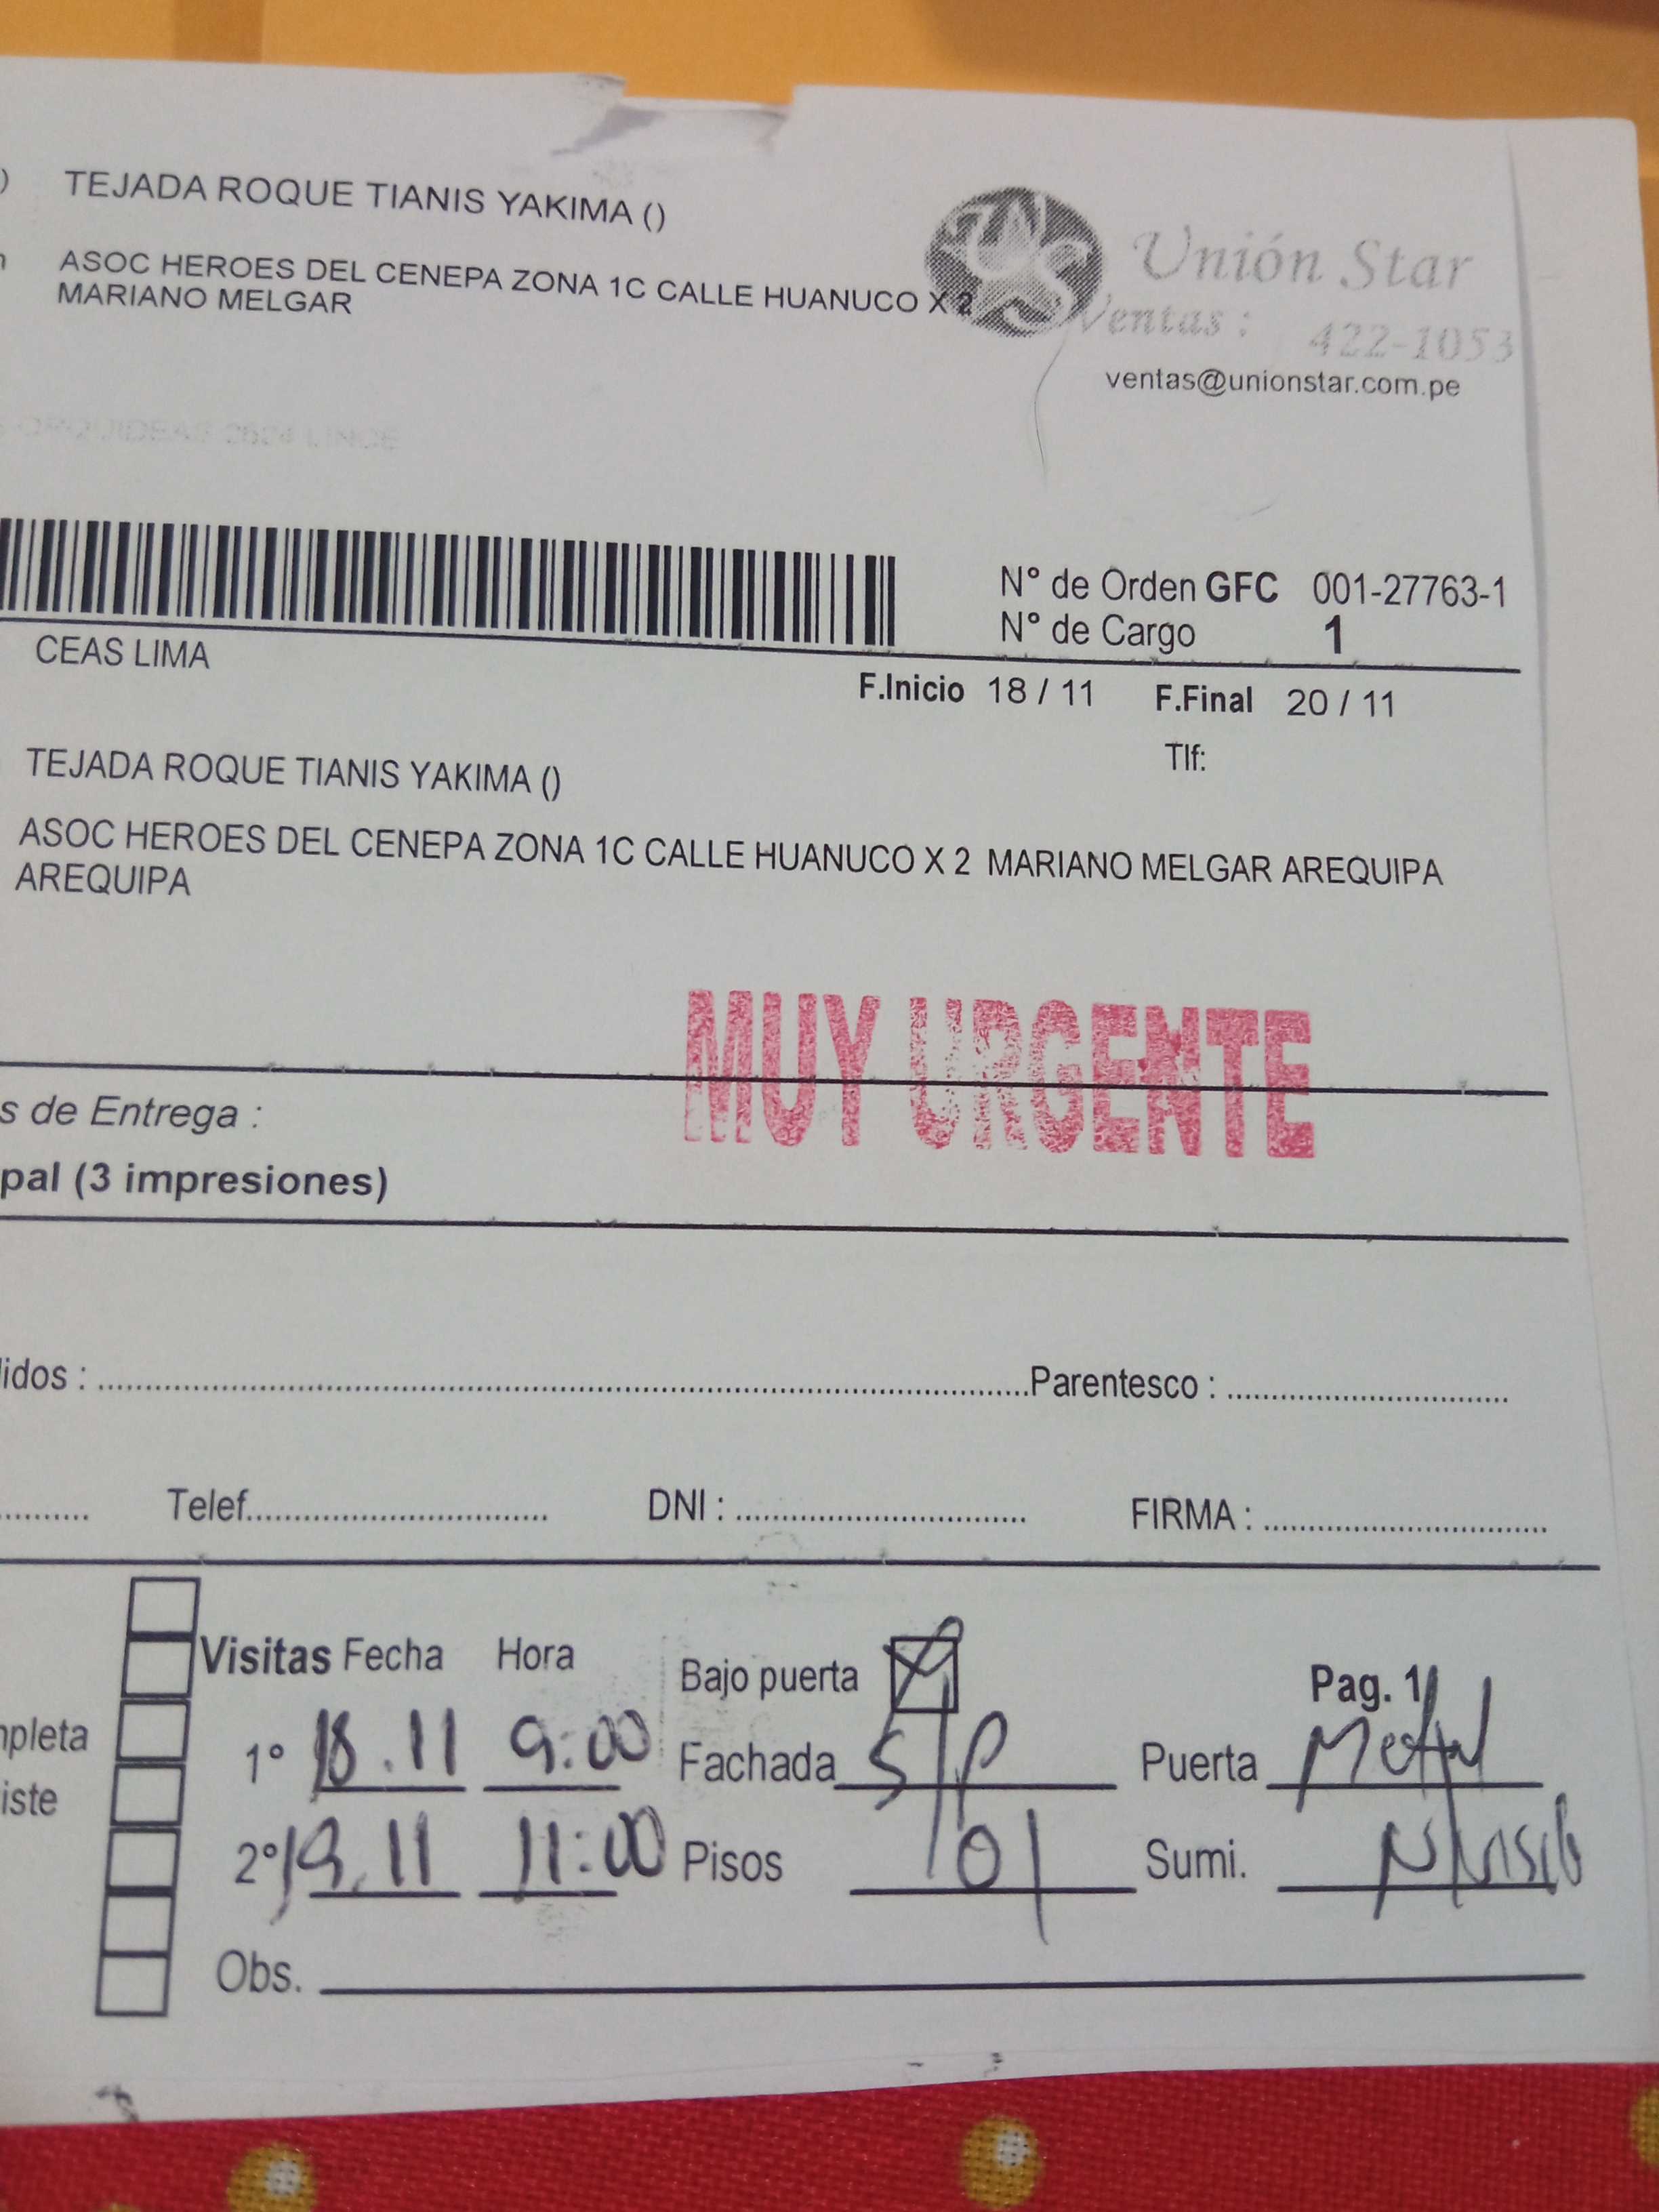 ) TEJADA ROQUE TIANIS YAKIMA ()
ASOC HEROES DEL CENEPA ZONA 1C CALLE HUANUCO X 2
MARIANO MELGAR
Unión Star
Ventas : 422-1053
ventas@unionstar.com.pe
N° de Orden GFC 001-27763-1
N° de Cargo 1
CEAS LIMA
F.Inicio 18 / 11 F.Final 20 / 11
Tlf:
TEJADA ROQUE TIANIS YAKIMA ()
ASOC HEROES DEL CENEPA ZONA 1C CALLE HUANUCO X 2 MARIANO MELGAR AREQUIPA
AREQUIPA
MUY URGENTE
s de Entrega :
pal (3 impresiones)
lidos : Parentesco :
Telef. DNI : FIRMA :
Visitas Fecha Hora Bajo puerta Pag. 1
mpleta
1° 18.11 9:00 Fachada S/P Puerta Metal
iste
2° 19.11 11:00 Pisos 01 Sumi.
Obs.